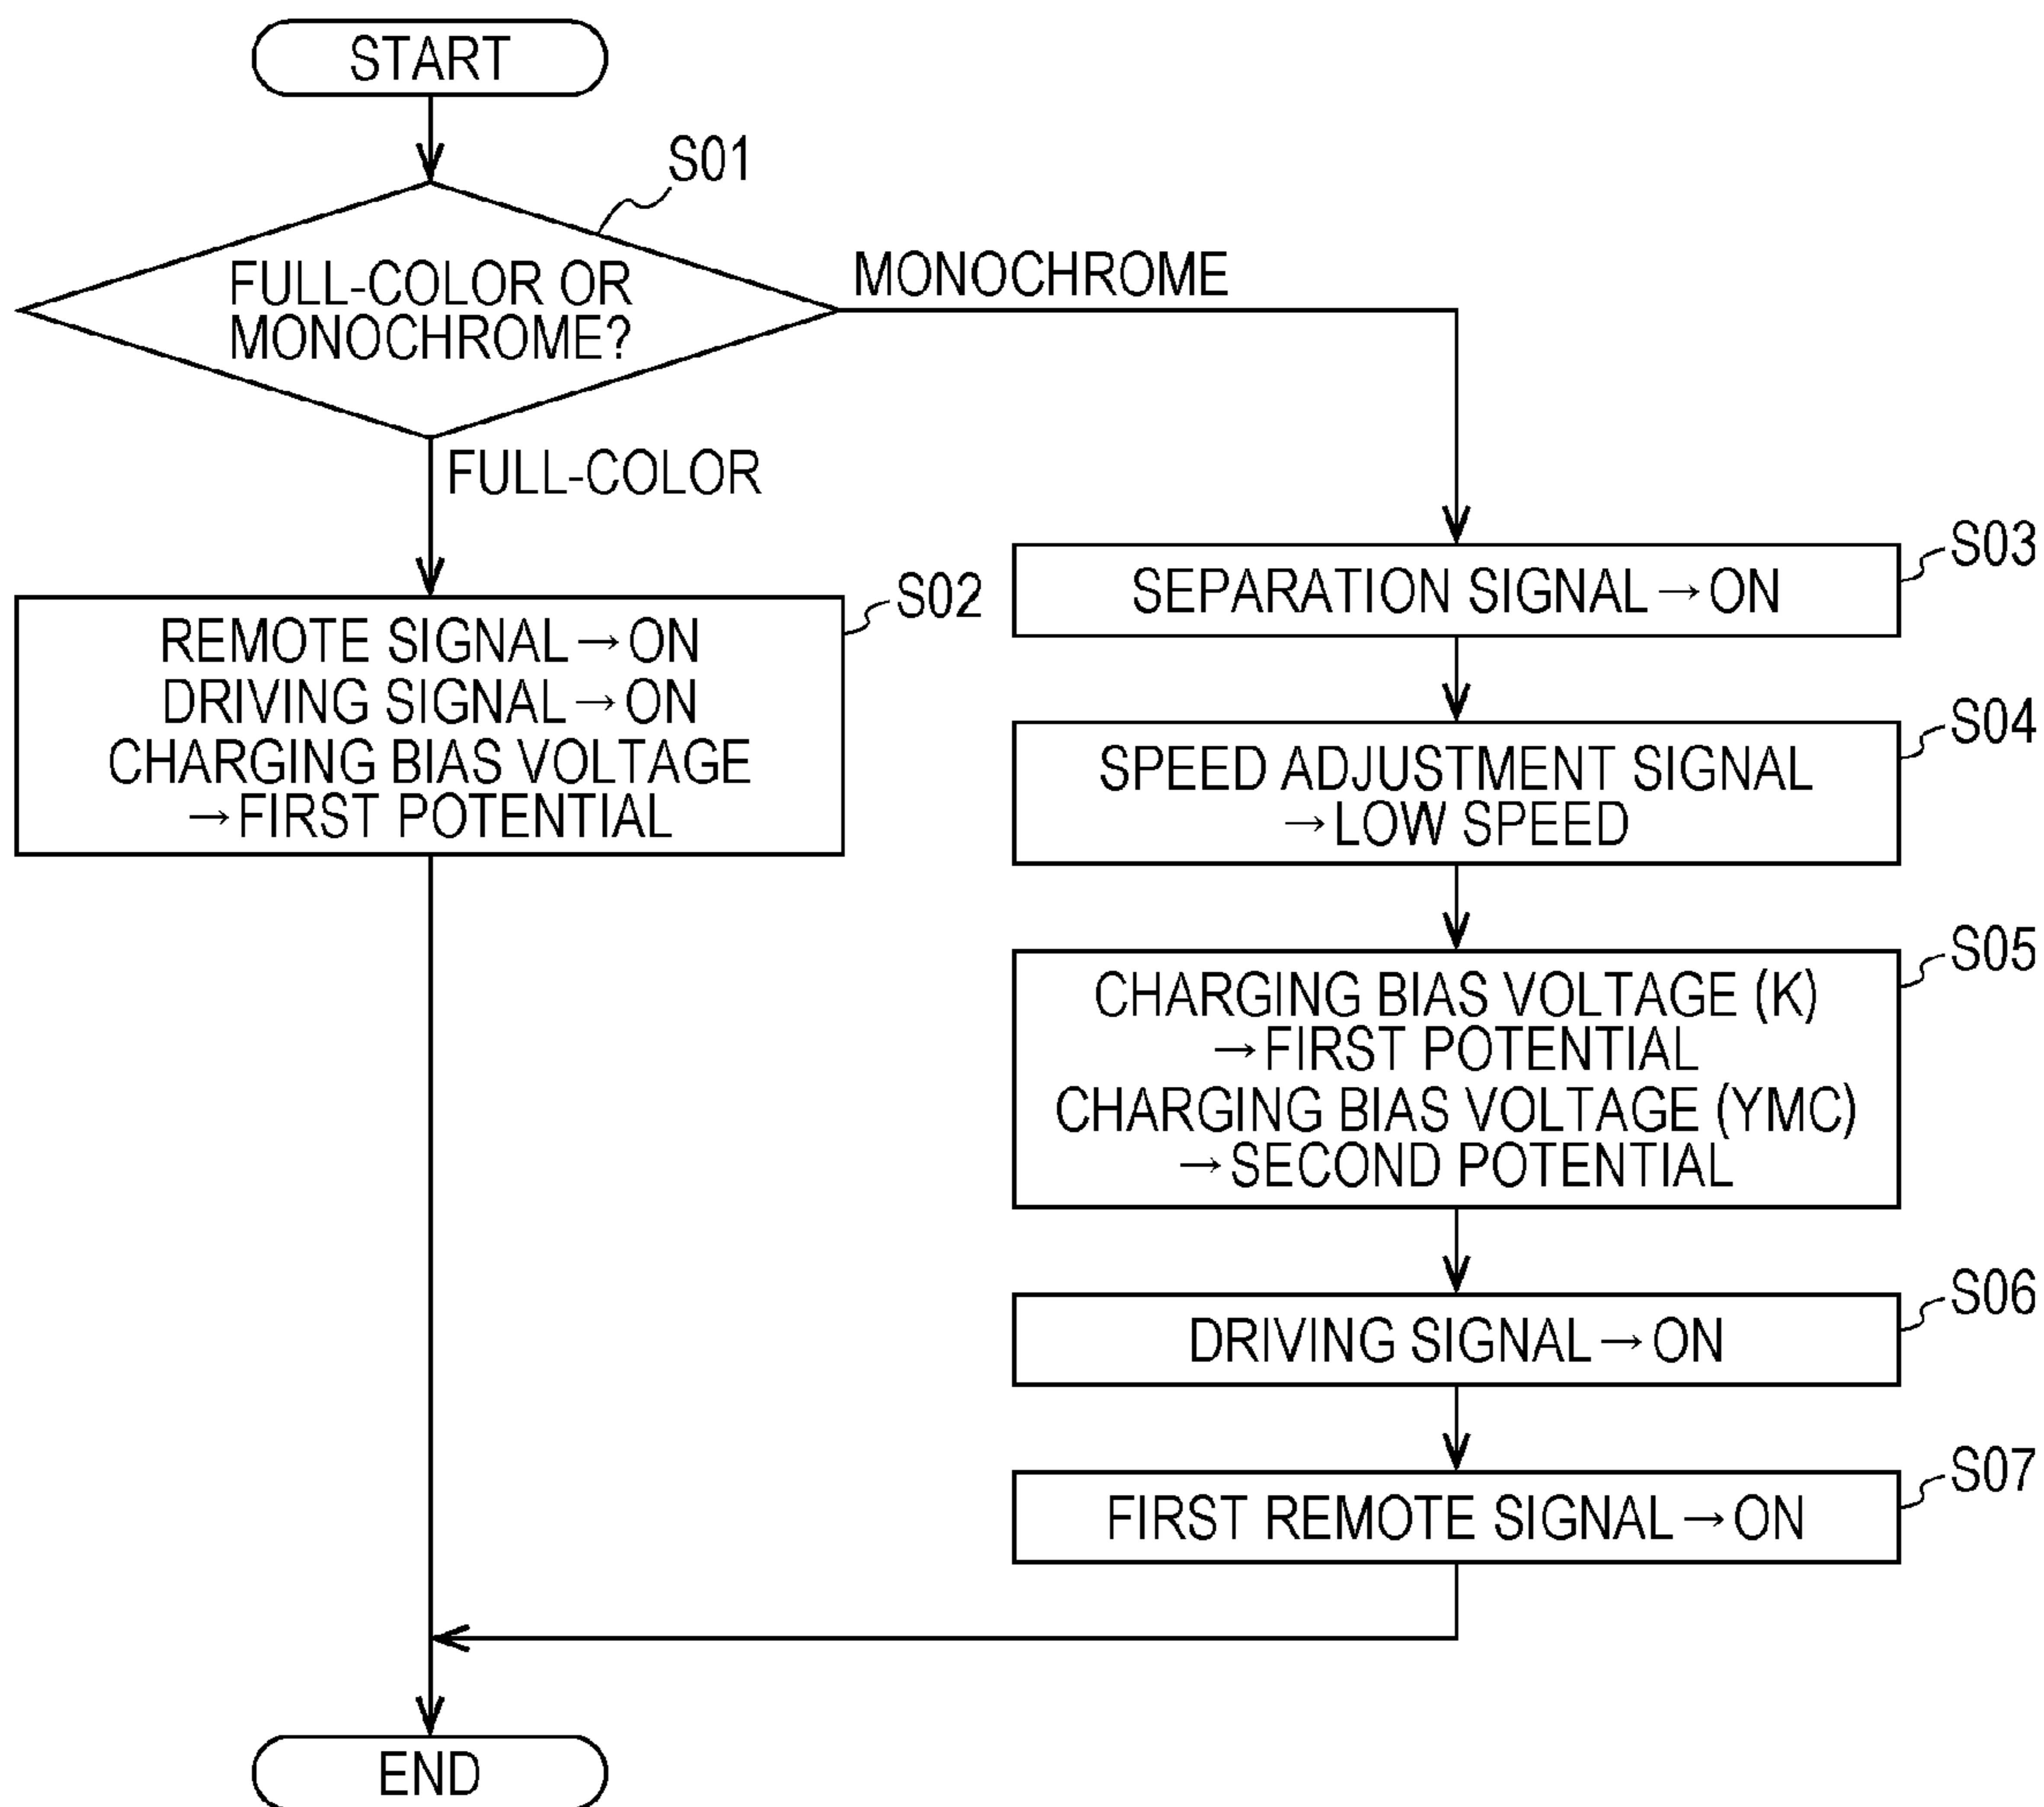 START
S01
FULL-COLOR OR
MONOCHROME?
MONOCHROME
FULL-COLOR
S02
REMOTE SIGNAL→ON
DRIVING SIGNAL→ON
CHARGING BIAS VOLTAGE
→FIRST POTENTIAL
S03
SEPARATION SIGNAL→ON
S04
SPEED ADJUSTMENT SIGNAL
→LOW SPEED
S05
CHARGING BIAS VOLTAGE (K)
→FIRST POTENTIAL
CHARGING BIAS VOLTAGE (YMC)
→SECOND POTENTIAL
S06
DRIVING SIGNAL→ON
S07
FIRST REMOTE SIGNAL→ON
END